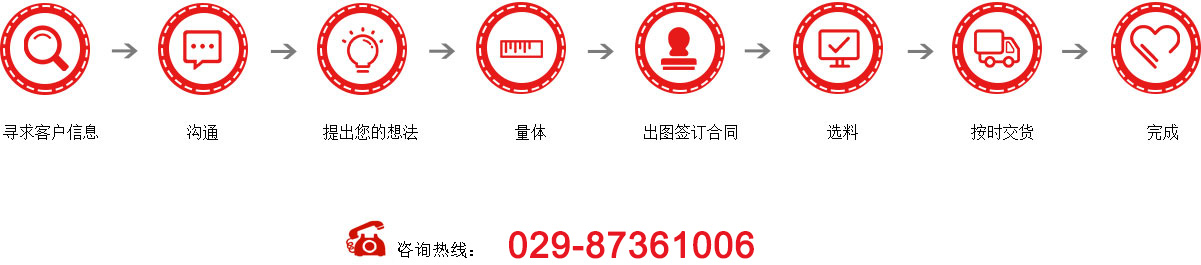 寻求客户信息 沟通 提出您的想法 量体 出图签订合同 选料 按时交货 完成
咨询热线： 029-87361006